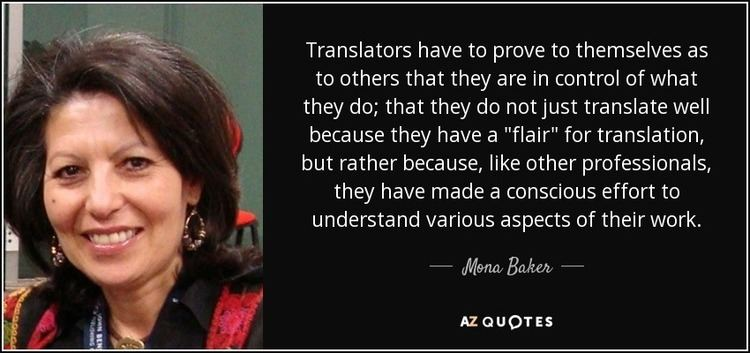 Translators have to prove to themselves as
to others that they are in control of what
they do; that they do not just translate well
because they have a "flair" for translation,
but rather because, like other professionals,
they have made a conscious effort to
understand various aspects of their work.
Mona Baker
AZ QUOTES
JOHN BEN